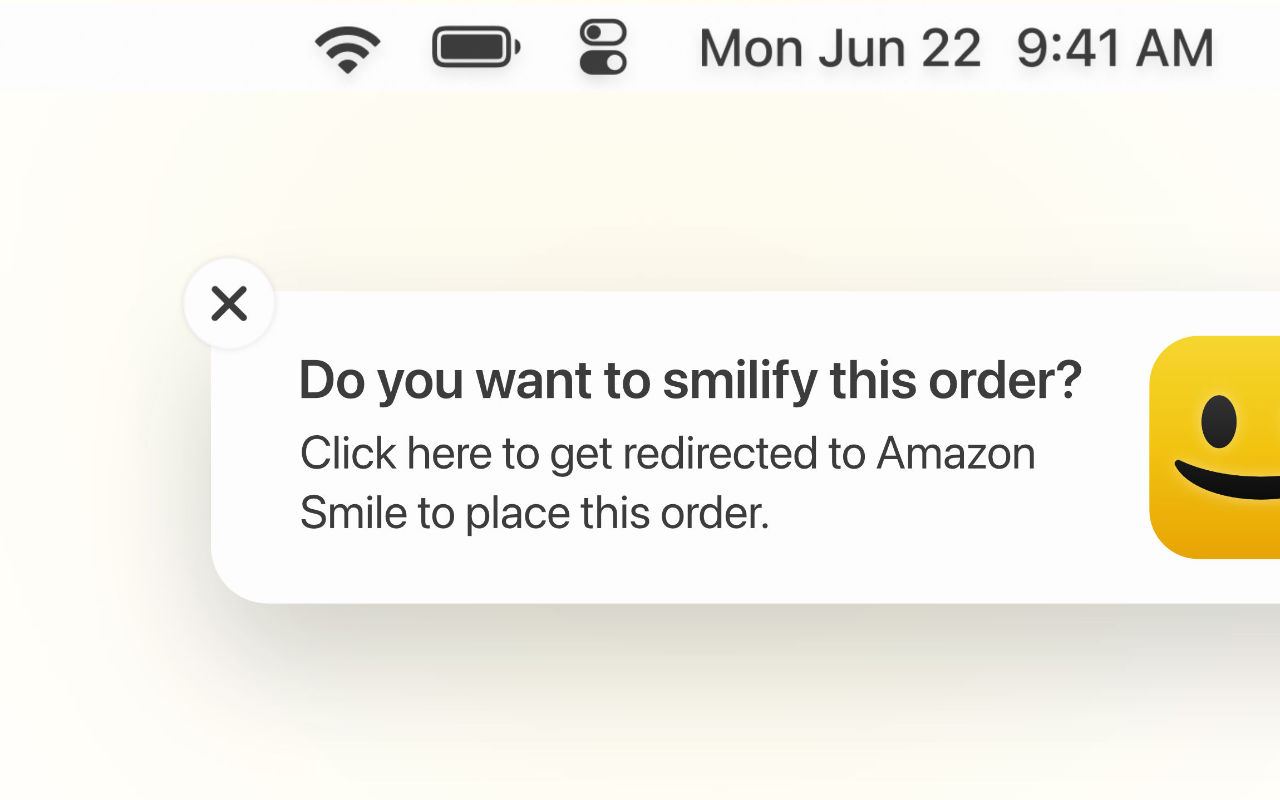 Mon Jun 22 9:41 AM
Do you want to smilify this order?
Click here to get redirected to Amazon
Smile to place this order.